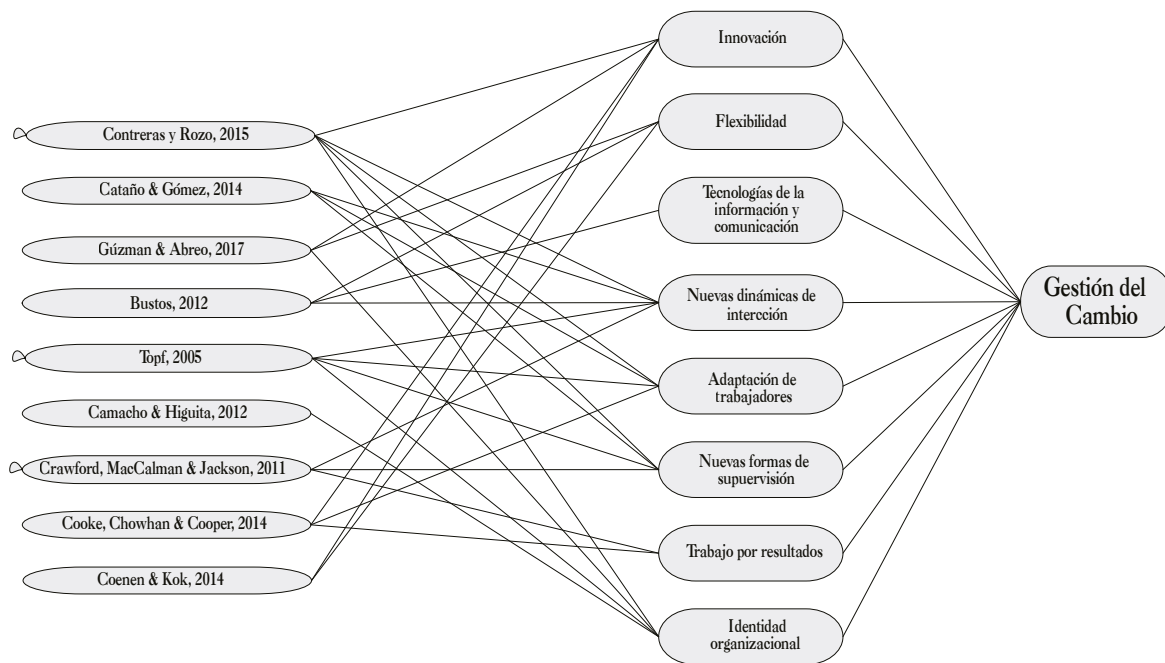 Contreras y Rozo, 2015
Cataño & Gómez, 2014
Gúzman & Abreo, 2017
Bustos, 2012
Topf, 2005
Camacho & Higuita, 2012
Crawford, MacCalman & Jackson, 2011
Cooke, Chowhan & Cooper, 2014
Coenen & Kok, 2014
Innovación
Flexibilidad
Tecnologías de la
información y
comunicación
Nuevas dinámicas de
intercción
Adaptación de
trabajadores
Nuevas formas de
supuervisión
Trabajo por resultados
Identidad
organizacional
Gestión del
Cambio